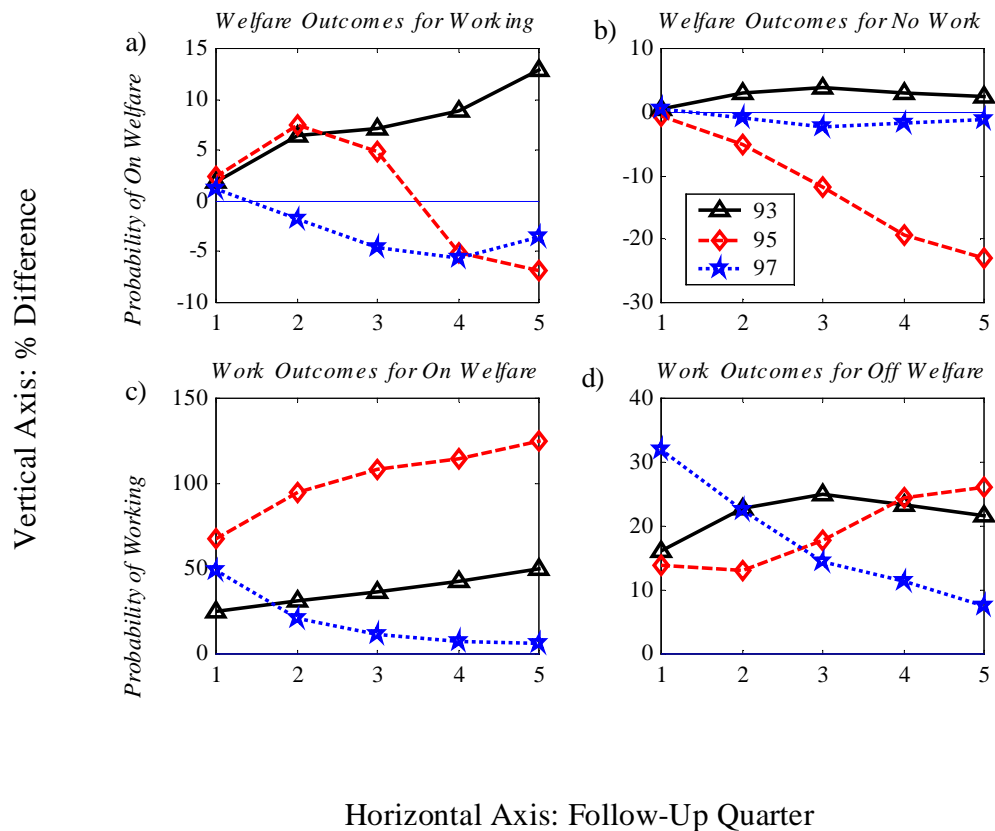 Vertical Axis: % Difference
a)
Welfare Outcomes for Working
Probability of On Welfare
15
10
5
0
-5
-10
1 2 3 4 5
b)
Welfare Outcomes for No Work
10
0
-10
-20
-30
93
95
97
1 2 3 4 5
c)
Work Outcomes for On Welfare
Probability of Working
150
100
50
0
1 2 3 4 5
d)
Work Outcomes for Off Welfare
40
30
20
10
0
1 2 3 4 5
Horizontal Axis: Follow-Up Quarter